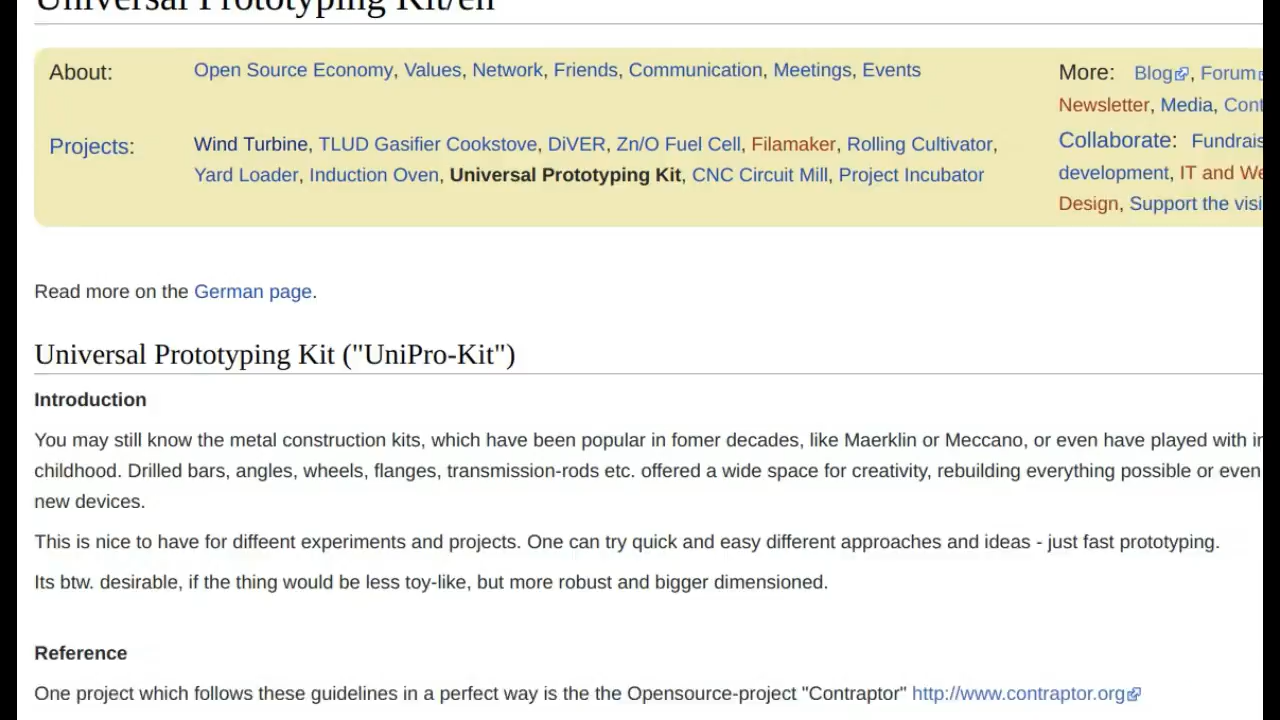 Universal Prototyping Kit/en
About: Open Source Economy, Values, Network, Friends, Communication, Meetings, Events
More: Blog, Forum
Newsletter, Media,
Projects: Wind Turbine, TLUD Gasifier Cookstove, DiVER, Zn/O Fuel Cell, Filamaker, Rolling Cultivator,
Yard Loader, Induction Oven, Universal Prototyping Kit, CNC Circuit Mill, Project Incubator
Collaborate:
development, IT and
Design, Support the
Read more on the German page.
Universal Prototyping Kit ("UniPro-Kit")
Introduction
You may still know the metal construction kits, which have been popular in fomer decades, like Maerklin or Meccano, or even have played with
childhood. Drilled bars, angles, wheels, flanges, transmission-rods etc. offered a wide space for creativity, rebuilding everything possible or even
new devices.
This is nice to have for diffeent experiments and projects. One can try quick and easy different approaches and ideas - just fast prototyping.
Its btw. desirable, if the thing would be less toy-like, but more robust and bigger dimensioned.
Reference
One project which follows these guidelines in a perfect way is the the Opensource-project "Contraptor" http://www.contraptor.org